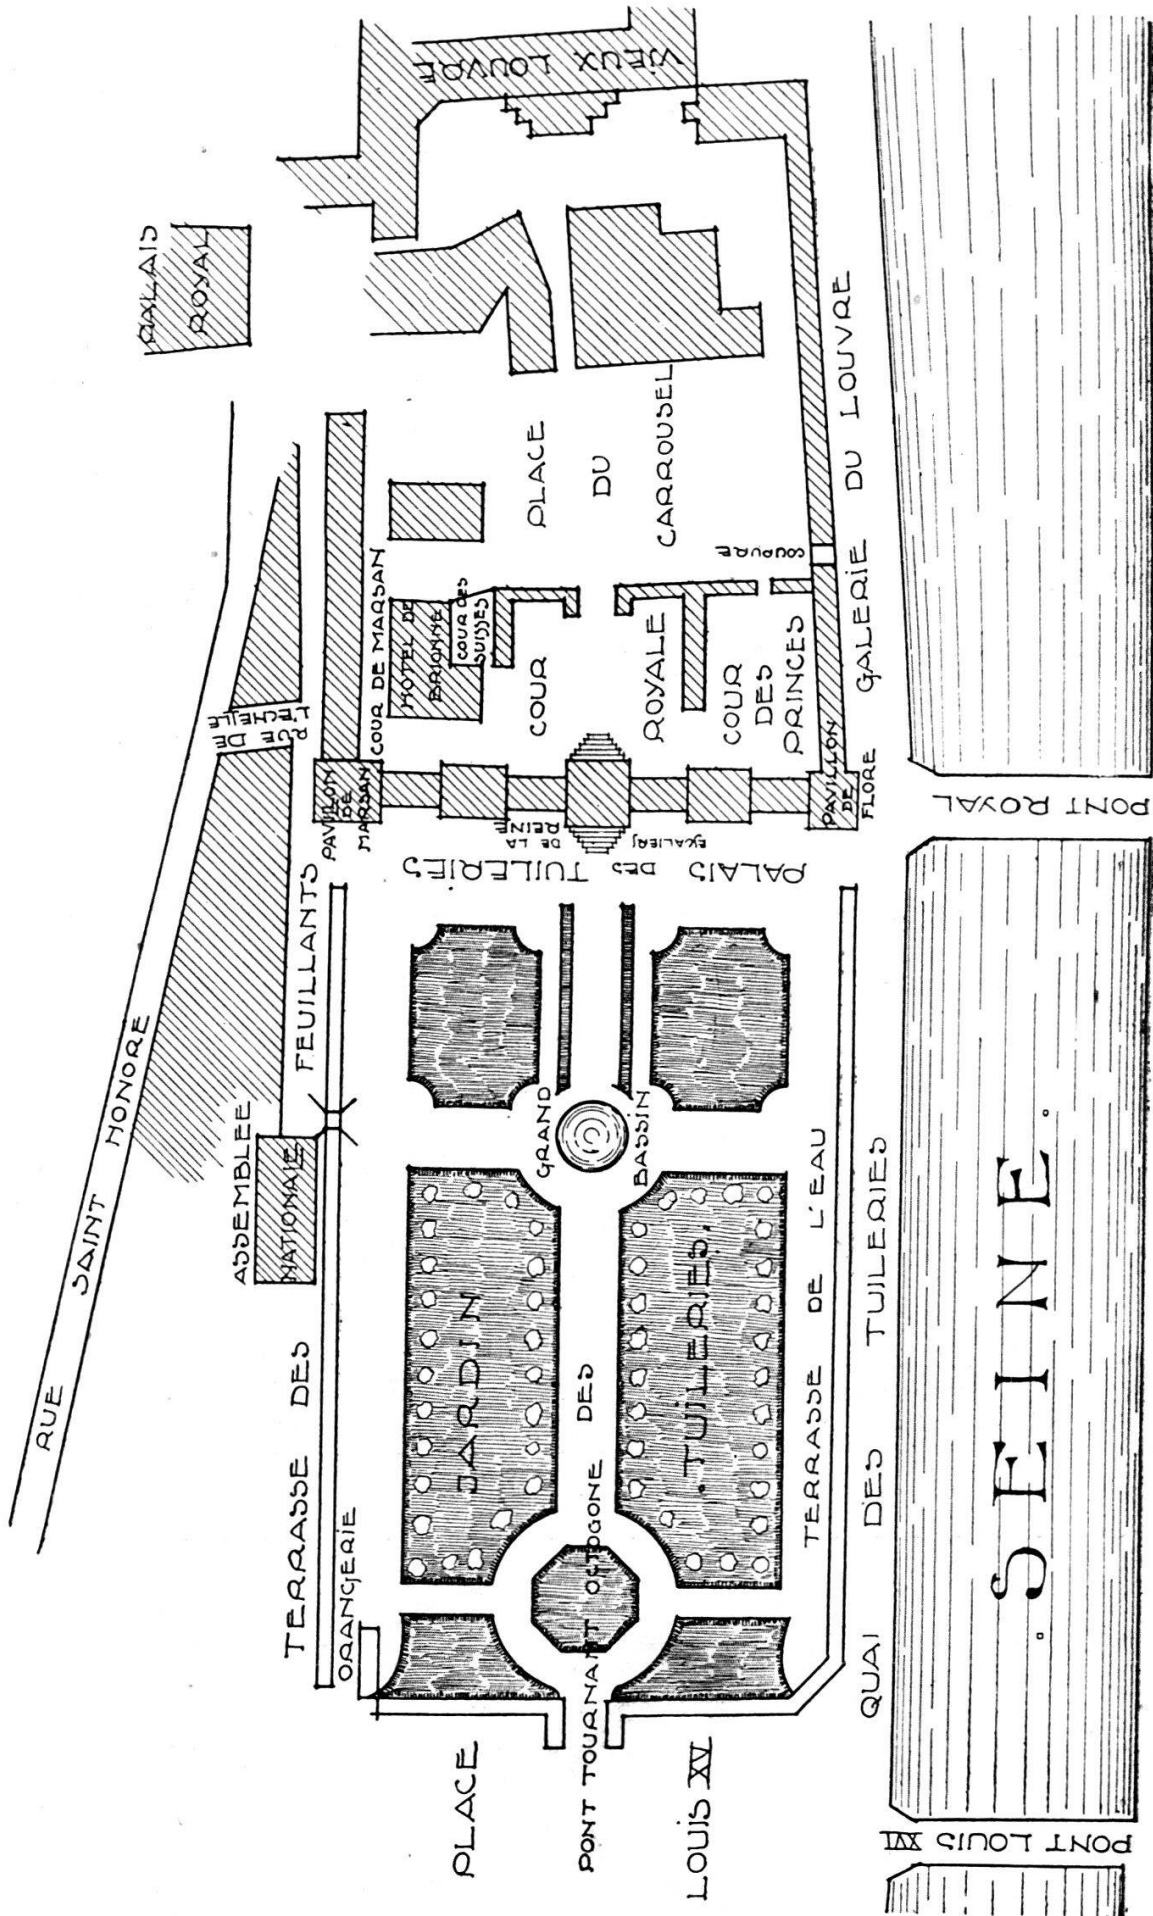 RUE SAINT HONORE
PALAIS
ROYAL
VIEUX LOUVRE
RUE DE
L'ECHELLE
ASSEMBLEE
NATIONALE
TERRASSE DES FEUILLANTS
ORANGERIE
PAVILLON
DE
MARSAN
COUR DE MARSAN
HOTEL DE
BRIONNE
COUR DES
SUISSES
PLACE
DU
CARROUSEL
COUR
ROYALE
COUR
DES
PRINCES
COUPURE
PALAIS DES TUILERIES
ESCALIERS
DE LA
REINE
PAVILLON
DE
FLORE
GALERIE DU LOUVRE
GRAND
BASSIN
JARDIN
DES
TUILERIES.
OCTOGONE
PONT TOURNANT
PLACE
LOUIS XV
TERRASSE DE L'EAU
QUAI DES TUILERIES
PONT ROYAL
. SEINE .
PONT LOUIS XVI